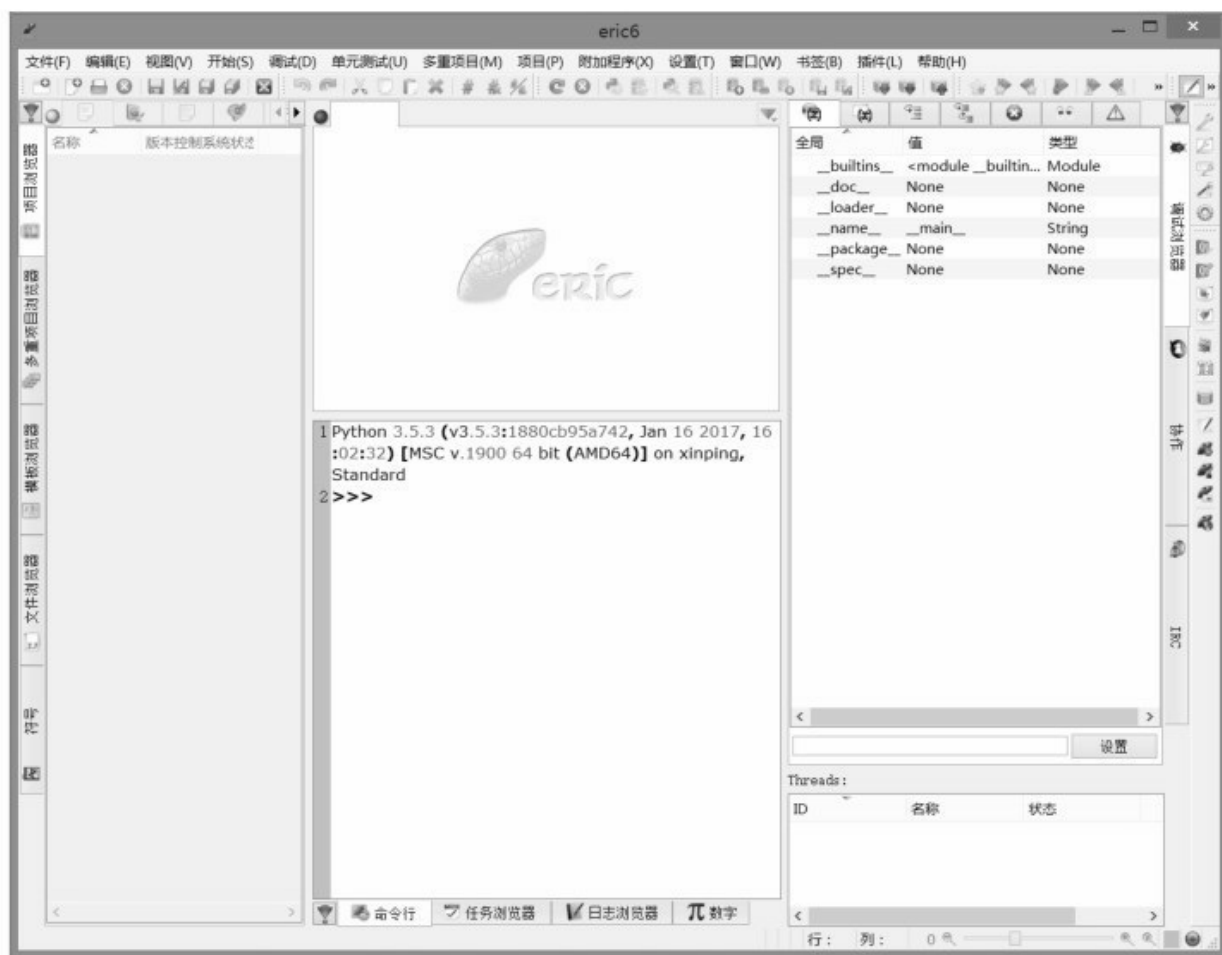 eric6
文件(F) 编辑(E) 视图(V) 开始(S) 调试(D) 单元测试(U) 多重项目(M) 项目(P) 附加程序(X) 设置(T) 窗口(W) 书签(B) 插件(L) 帮助(H)
项目浏览器
多重项目浏览器
模板浏览器
文件浏览器
符号
名称 版本控制系统状态
eric
1 Python 3.5.3 (v3.5.3:1880cb95a742, Jan 16 2017, 16
:02:32) [MSC v.1900 64 bit (AMD64)] on xinping,
Standard
2 >>>
命令行 任务浏览器 日志浏览器 数字
全局 值 类型
__builtins__ <module __builtin... Module
__doc__ None None
__loader__ None None
__name__ __main__ String
__package__ None None
__spec__ None None
设置
Threads:
ID 名称 状态
调试浏览器
协作
IRC
行: 列: 0